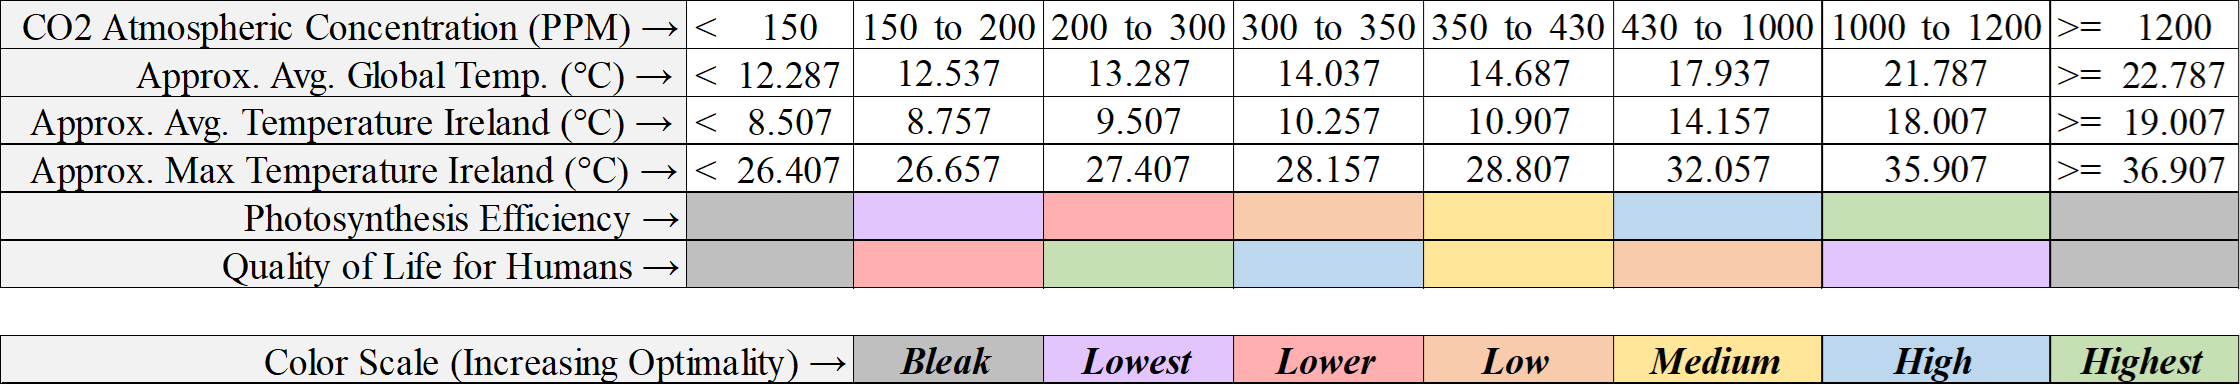 CO2 Atmospheric Concentration (PPM) → < 150 150 to 200 200 to 300 300 to 350 350 to 430 430 to 1000 1000 to 1200 >= 1200
Approx. Avg. Global Temp. (°C) → < 12.287 12.537 13.287 14.037 14.687 17.937 21.787 >= 22.787
Approx. Avg. Temperature Ireland (°C) → < 8.507 8.757 9.507 10.257 10.907 14.157 18.007 >= 19.007
Approx. Max Temperature Ireland (°C) → < 26.407 26.657 27.407 28.157 28.807 32.057 35.907 >= 36.907
Photosynthesis Efficiency →
Quality of Life for Humans →
Color Scale (Increasing Optimality) → Bleak Lowest Lower Low Medium High Highest